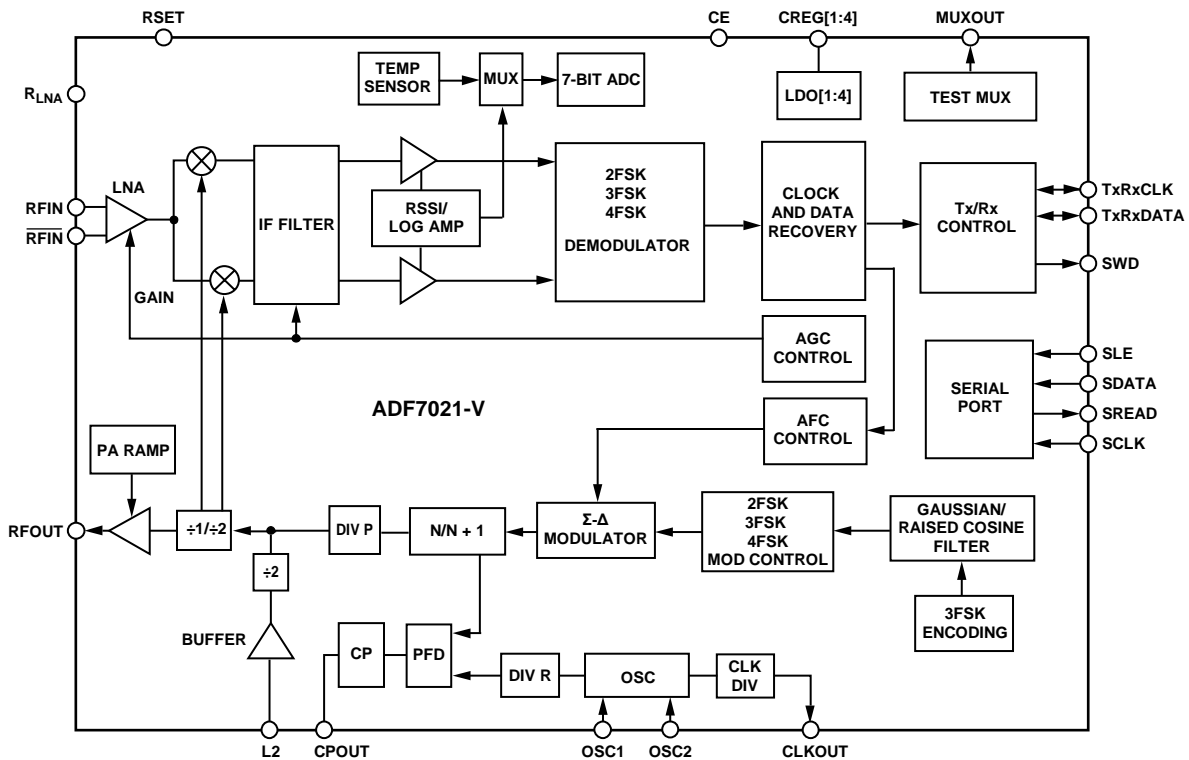 RSET
CE
CREG[1:4]
MUXOUT
TEMP
SENSOR
MUX
7-BIT ADC
LDO[1:4]
TEST MUX
RLNA
LNA
RFIN
RFIN
GAIN
IF FILTER
RSSI/
LOG AMP
2FSK
3FSK
4FSK
DEMODULATOR
CLOCK
AND DATA
RECOVERY
Tx/Rx
CONTROL
TxRxCLK
TxRxDATA
SWD
AGC
CONTROL
SERIAL
PORT
SLE
SDATA
SREAD
SCLK
ADF7021-V
AFC
CONTROL
PA RAMP
RFOUT
÷1/÷2
DIV P
N/N + 1
Σ-Δ
MODULATOR
2FSK
3FSK
4FSK
MOD CONTROL
GAUSSIAN/
RAISED COSINE
FILTER
÷2
BUFFER
3FSK
ENCODING
CP
PFD
DIV R
OSC
CLK
DIV
L2
CPOUT
OSC1
OSC2
CLKOUT